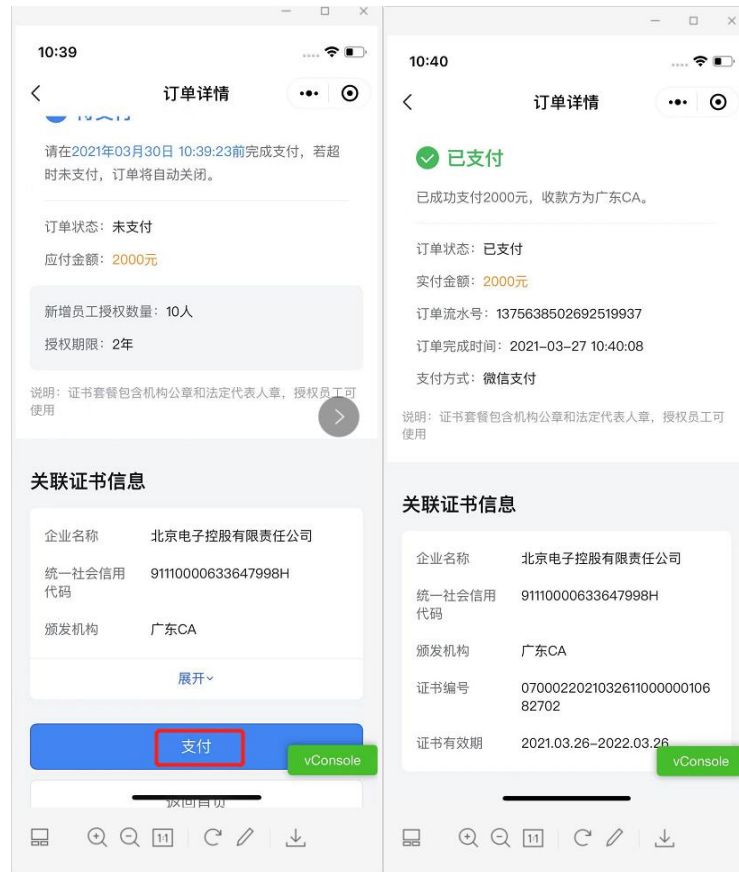 10:39
订单详情
请在2021年03月30日 10:39:23前完成支付，若超
时未支付，订单将自动关闭。
订单状态：未支付
应付金额：2000元
新增员工授权数量：10人
授权期限：2年
说明：证书套餐包含机构公章和法定代表人章，授权员工可
使用
关联证书信息
企业名称 北京电子控股有限责任公司
统一社会信用 91110000633647998H
代码
颁发机构 广东CA
展开
支付
vConsole
返回首页
1:1
10:40
订单详情
已支付
已成功支付2000元，收款方为广东CA。
订单状态：已支付
实付金额：2000元
订单流水号：1375638502692519937
订单完成时间：2021-03-27 10:40:08
支付方式：微信支付
说明：证书套餐包含机构公章和法定代表人章，授权员工可
使用
关联证书信息
企业名称 北京电子控股有限责任公司
统一社会信用 91110000633647998H
代码
颁发机构 广东CA
证书编号 0700022021032611000000106
82702
证书有效期 2021.03.26-2022.03.26
vConsole
1:1